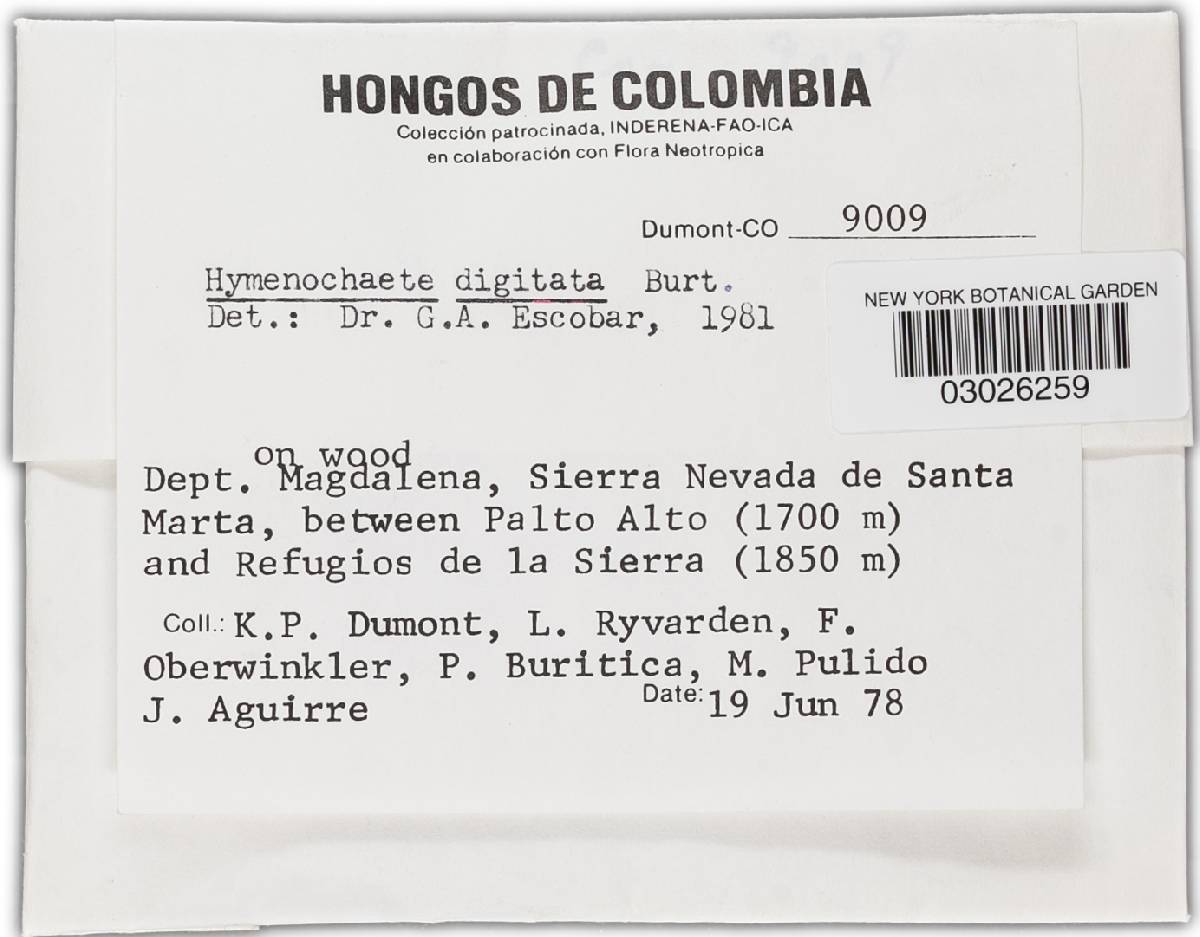 HONGOS DE COLOMBIA
Colección patrocinada, INDERENA-FAO-ICA
en colaboración con Flora Neotropica
Dumont-CO 9009
Hymenochaete digitata Burt.
Det.: Dr. G.A. Escobar, 1981
NEW YORK BOTANICAL GARDEN
03026259
on wood
Dept. Magdalena, Sierra Nevada de Santa
Marta, between Palto Alto (1700 m)
and Refugios de la Sierra (1850 m)
Coll.: K.P. Dumont, L. Ryvarden, F.
Oberwinkler, P. Buritica, M. Pulido
J. Aguirre Date: 19 Jun 78